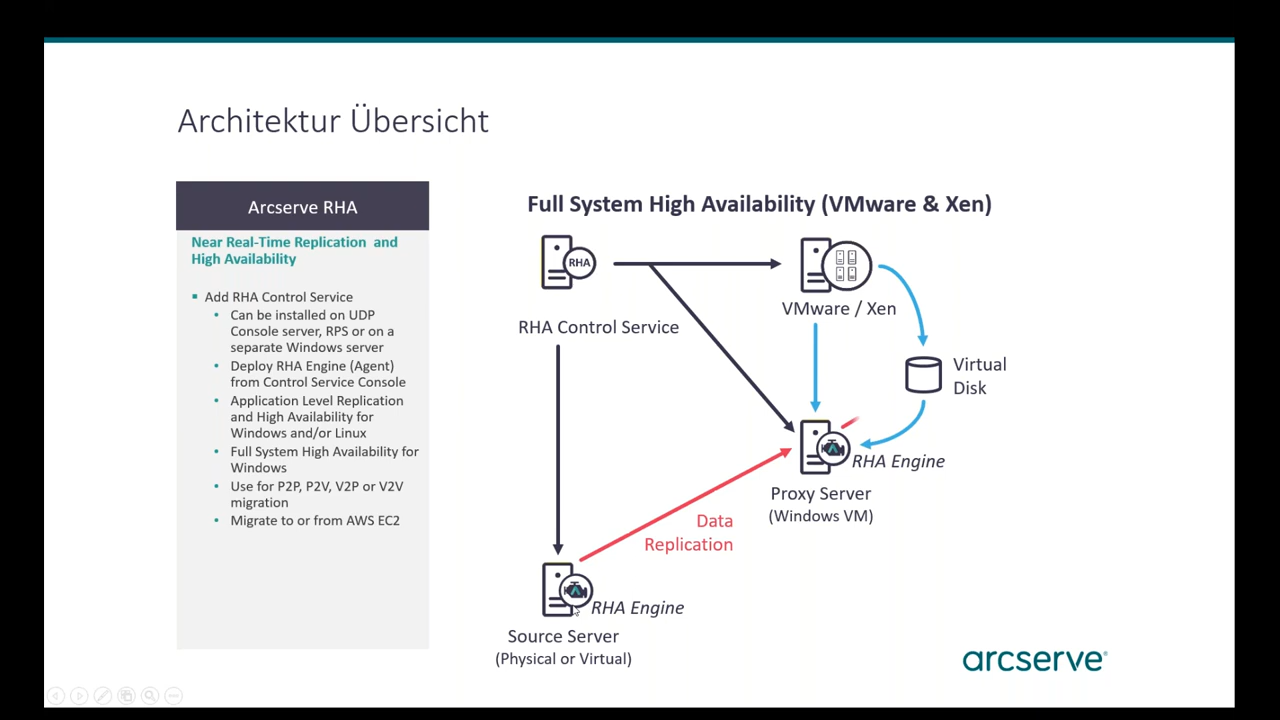 Architektur Übersicht
Arcserve RHA
Near Real-Time Replication and
High Availability
Add RHA Control Service
Can be installed on UDP
Console server, RPS or on a
separate Windows server
Deploy RHA Engine (Agent)
from Control Service Console
Application Level Replication
and High Availability for
Windows and/or Linux
Full System High Availability for
Windows
Use for P2P, P2V, V2P or V2V
migration
Migrate to or from AWS EC2
Full System High Availability (VMware & Xen)
RHA
RHA Control Service
VMware / Xen
Virtual
Disk
RHA Engine
Proxy Server
(Windows VM)
Data
Replication
RHA Engine
Source Server
(Physical or Virtual)
arcserve®